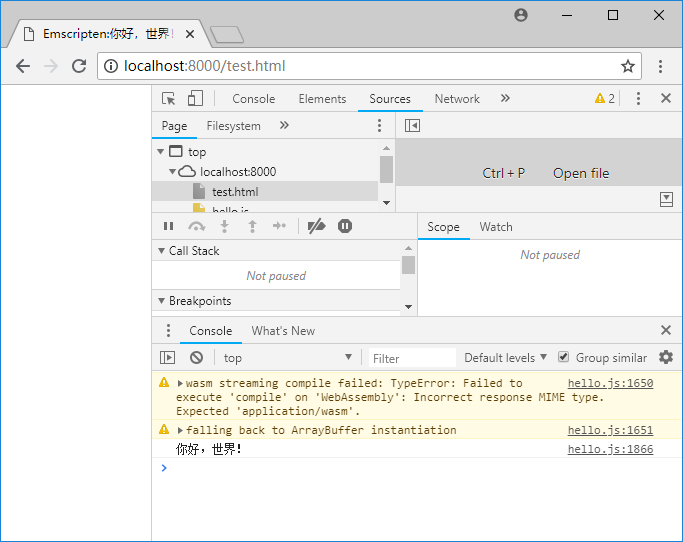 Emscripten:你好，世界!
localhost:8000/test.html
Console Elements Sources Network » 2
Page Filesystem »
top
localhost:8000
test.html
hello.js
Ctrl + P Open file
Scope Watch
Call Stack
Not paused
Not paused
Breakpoints
Console What's New
top Filter Default levels Group similar
wasm streaming compile failed: TypeError: Failed to hello.js:1650
execute 'compile' on 'WebAssembly': Incorrect response MIME type.
Expected 'application/wasm'.
falling back to ArrayBuffer instantiation hello.js:1651
你好，世界! hello.js:1866